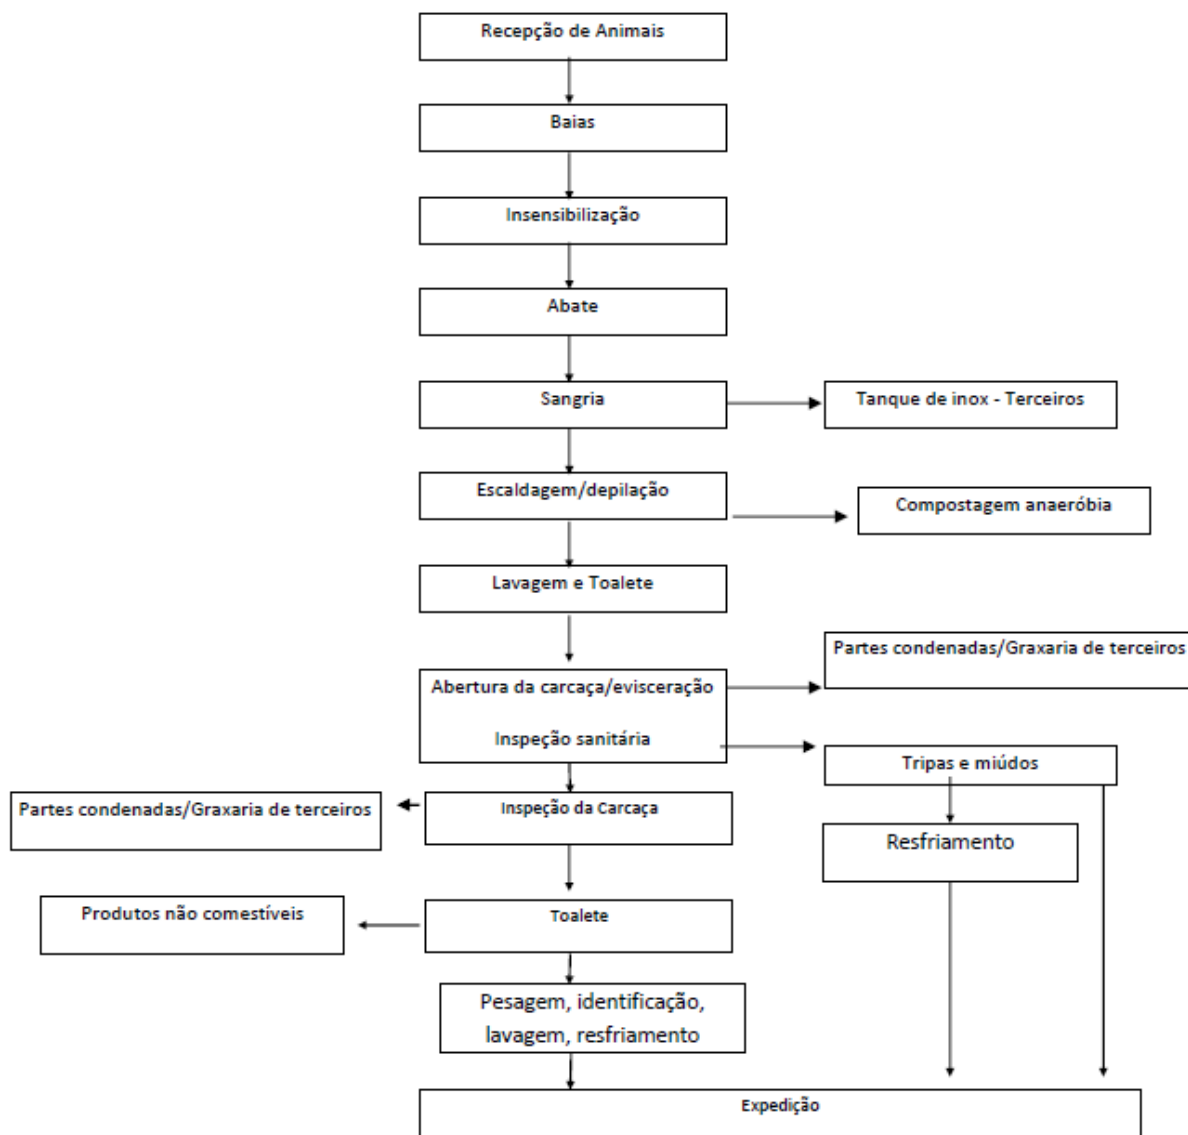 Recepção de Animais
Baias
Insensibilização
Abate
Sangria
Tanque de inox - Terceiros
Escaldagem/depilação
Compostagem anaeróbia
Lavagem e Toalete
Partes condenadas/Graxaria de terceiros
Abertura da carcaça/evisceração
Inspeção sanitária
Tripas e miúdos
Partes condenadas/Graxaria de terceiros
Inspeção da Carcaça
Resfriamento
Produtos não comestíveis
Toalete
Pesagem, identificação,
lavagem, resfriamento
Expedição